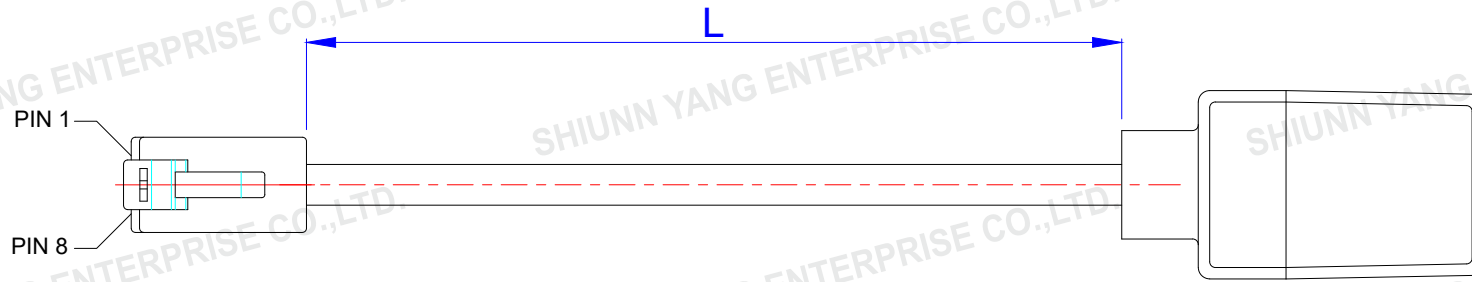 L
SHIUNN YANG ENTERPRISE CO.,LTD.
YANG ENTERPRISE CO.,LTD.
SHIUNN YANG
PIN 1
PIN 8
ENTERPRISE CO.,LTD.
ENTERPRISE CO.,LTD.